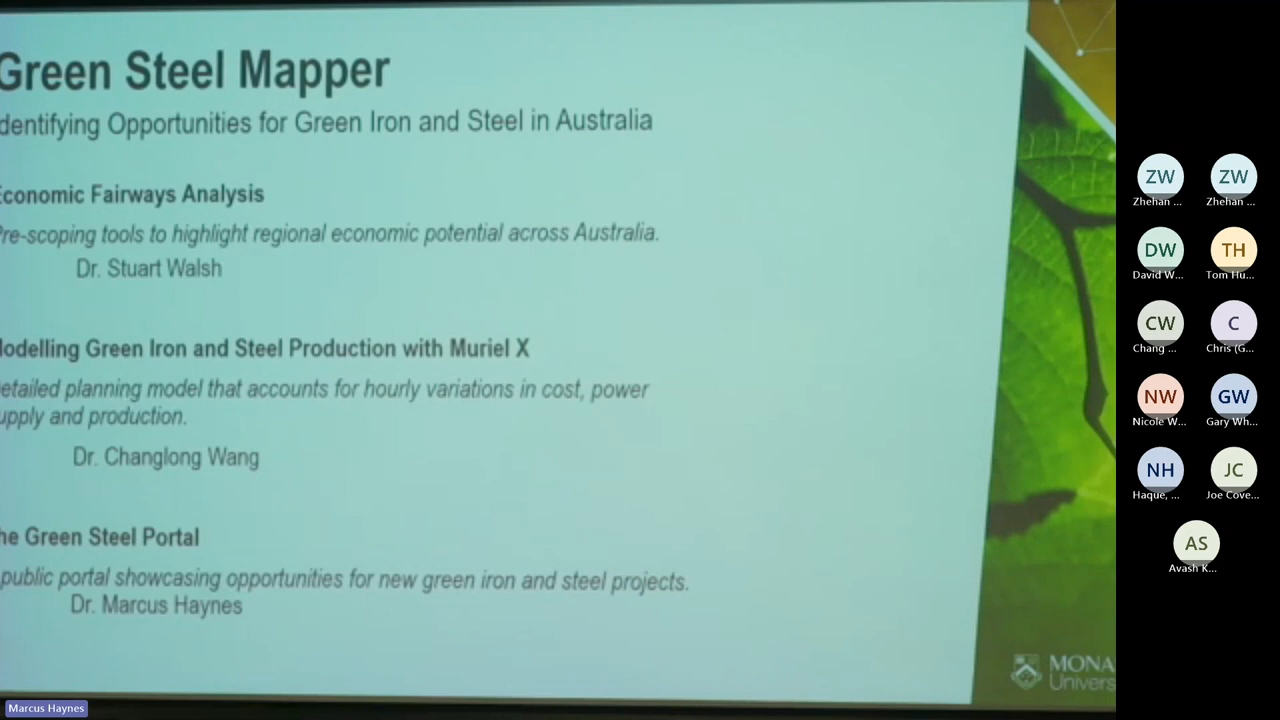 Green Steel Mapper
dentifying Opportunities for Green Iron and Steel in Australia
Economic Fairways Analysis
Pre-scoping tools to highlight regional economic potential across Australia.
Dr. Stuart Walsh
Modelling Green Iron and Steel Production with Muriel X
etailed planning model that accounts for hourly variations in cost, power
upply and production.
Dr. Changlong Wang
he Green Steel Portal
public portal showcasing opportunities for new green iron and steel projects.
Dr. Marcus Haynes
MONA
Univers
Marcus Haynes
ZW ZW
Zhehan ... Zhehan ...
DW TH
David W... Tom Hu...
CW C
Chang ... Chris (G...
NW GW
Nicole W... Gary Wh...
NH JC
Haque, ... Joe Cove...
AS
Avash K...